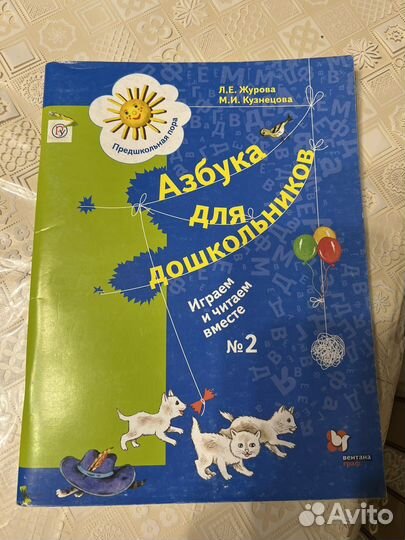 Л.Е. Журова
М.И. Кузнецова
Предшкольная пора
Азбука
для
дошкольников
Играем
и читаем
вместе
№2
вентана
граф
Avito